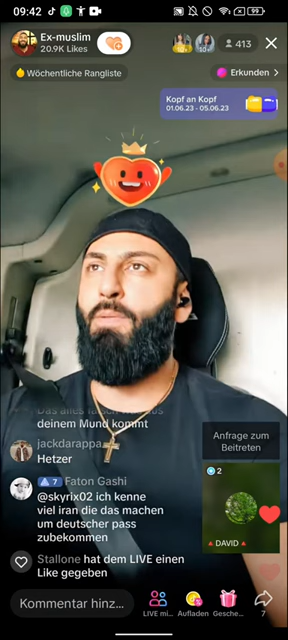 09:42
99
Ex-muslim
20.9K Likes
413
Wöchentliche Rangliste
Erkunden >
Kopf an Kopf
01.06.23 - 05.06.23
deinem Mund kommt
jackdarappa
Hetzer
7 Faton Gashi
@skyrix02 ich kenne
viel iran die das machen
um deutscher pass
zubekommen
Stallone hat dem LIVE einen
Like gegeben
Anfrage zum
Beitreten
2
DAVID
Kommentar hinz...
LIVE mi...
Aufladen
Gesche...
7